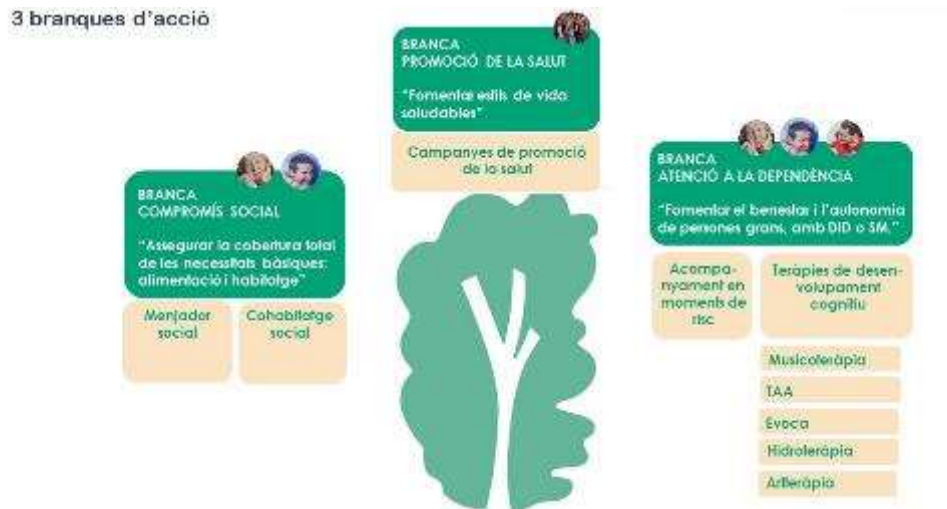 3 branques d'acció
BRANCA
PROMOCIÓ DE LA SALUT
"Fomentar estils de vida
saludables"
Campanyes de promoció
de la salut
BRANCA
COMPROMÍS SOCIAL
"Assegurar la cobertura total
de les necessitats bàsiques:
alimentació i habitatge"
Menjador
social
Cohabitatge
social
BRANCA
ATENCIÓ A LA DEPENDÈNCIA
"Fomentar el benestar i l'autonomia
de persones grans, amb DID o SM."
Acompa-
nyament en
moments de
risc
Teràpies de desen-
volupament
cognitiu
Musicoteràpia
TAA
Evoca
Hidroteràpia
Artteràpia